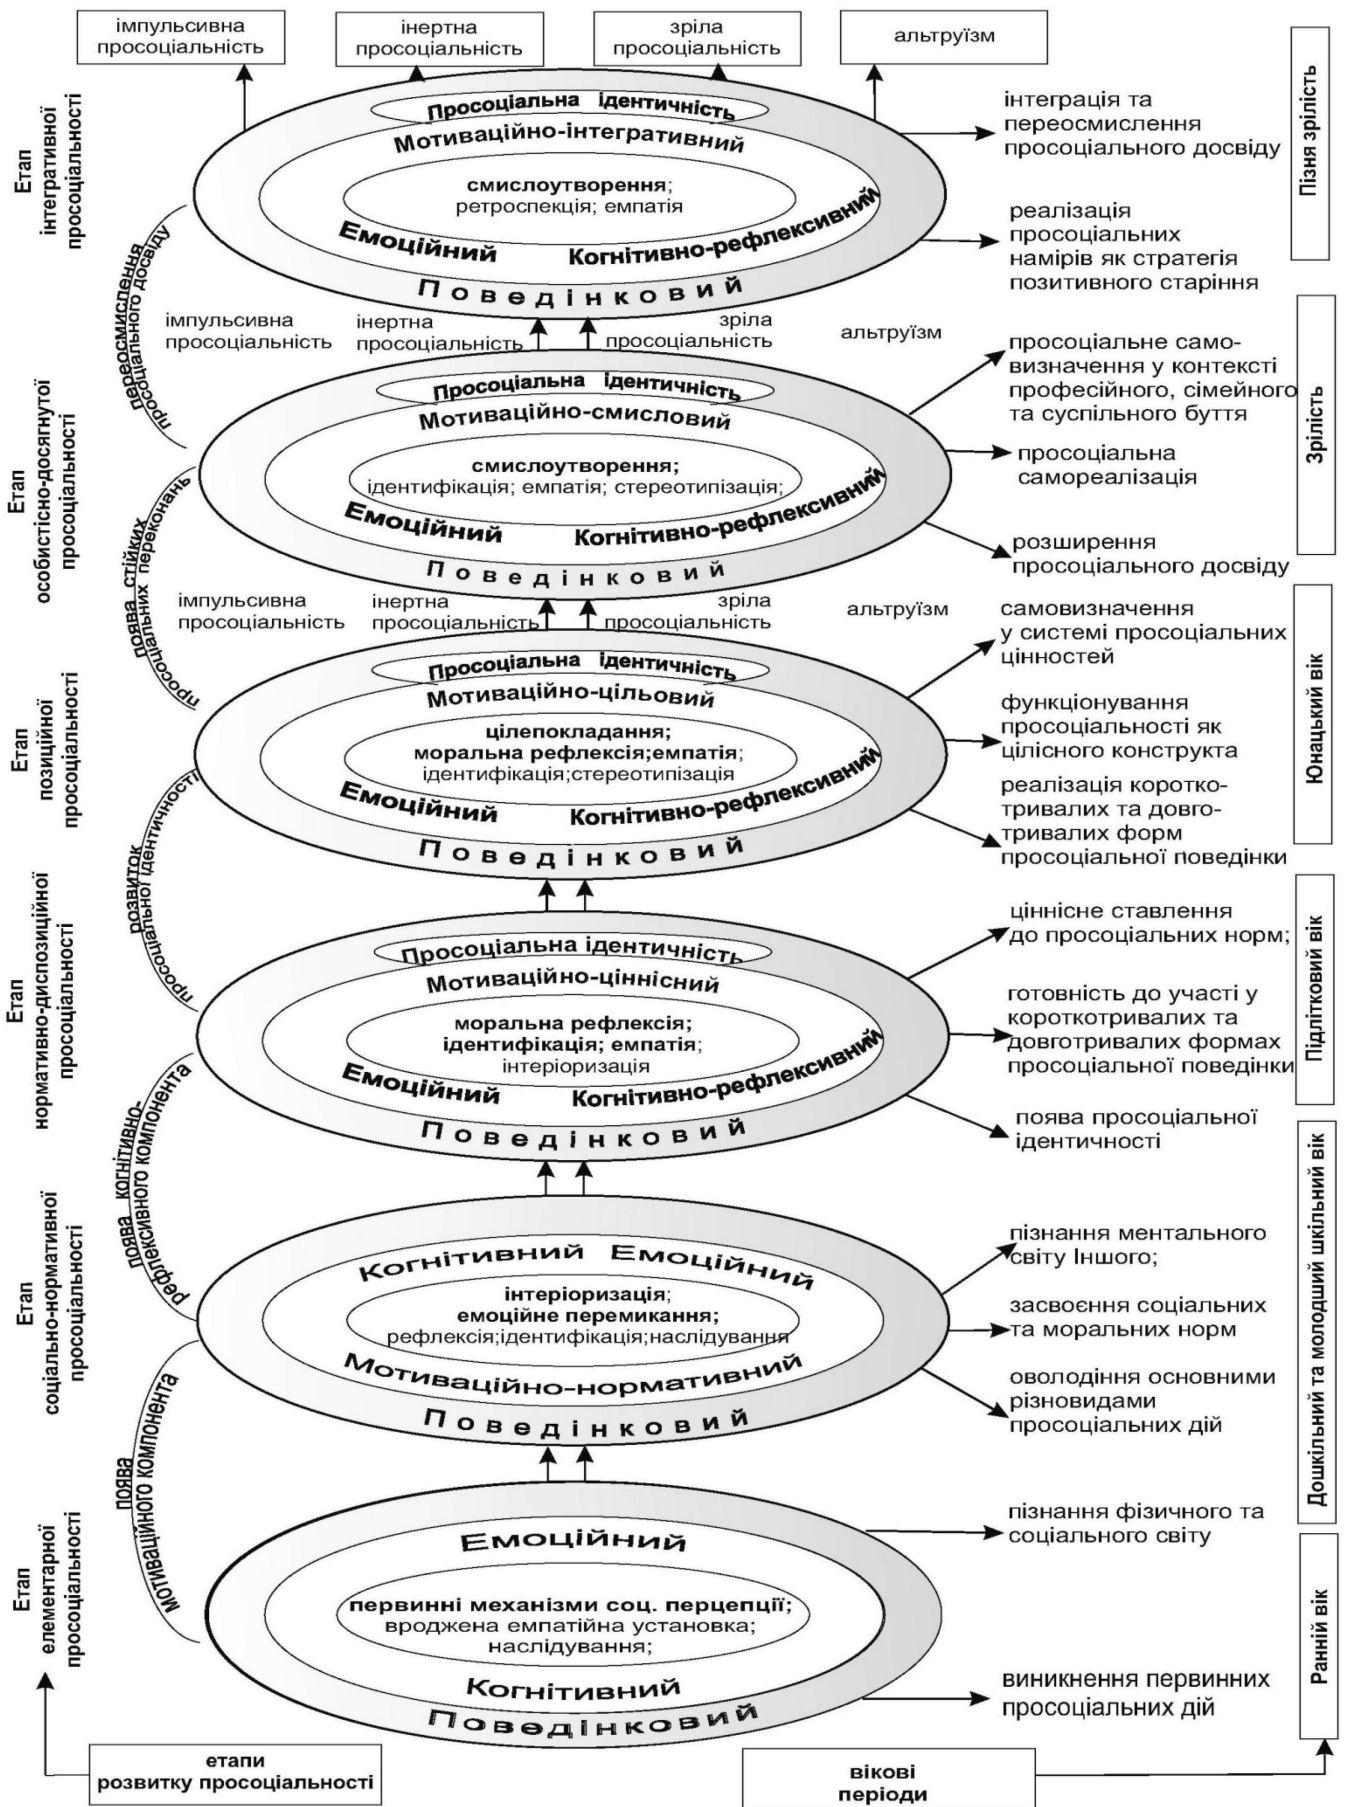 імпульсивна
просоціальність
інертна
просоціальність
зріла
просоціальність
альтруїзм
Етап
інтегративної
просоціальності
Просоціальна ідентичність
Мотиваційно-інтегративний
смислоутворення;
ретроспекція; емпатія
Емоційний
Когнітивно-рефлексивний
Поведінковий
інтеграція та
переосмислення
просоціального досвіду
реалізація
просоціальних
намірів як стратегія
позитивного старіння
Пізня зрілість
переосмислення
просоціального досвіду
імпульсивна
просоціальність
інертна
просоціальність
зріла
просоціальність
альтруїзм
Етап
особистісно-досягнутої
просоціальності
Просоціальна ідентичність
Мотиваційно-смисловий
смислоутворення;
ідентифікація; емпатія; стереотипізація;
Емоційний
Когнітивно-рефлексивний
Поведінковий
просоціальне само-
визначення у контексті
професійного, сімейного
та суспільного буття
просоціальна
самореалізація
розширення
просоціального досвіду
Зрілість
поява стійких
просоціальних переконань
імпульсивна
просоціальність
інертна
просоціальність
зріла
просоціальність
альтруїзм
Етап
позиційної
просоціальності
Просоціальна ідентичність
Мотиваційно-цільовий
цілепокладання;
моральна рефлексія;емпатія;
ідентифікація;стереотипізація
Емоційний
Когнітивно-рефлексивний
Поведінковий
самовизначення
у системі просоціальних
цінностей
функціонування
просоціальності як
цілісного конструкта
реалізація коротко-
тривалих та довго-
тривалих форм
просоціальної поведінки
Юнацький вік
розвиток
просоціальної ідентичності
Етап
нормативно-диспозиційної
просоціальності
Просоціальна ідентичність
Мотиваційно-ціннісний
моральна рефлексія;
ідентифікація; емпатія;
інтеріоризація
Емоційний
Когнітивно-рефлексивний
Поведінковий
ціннісне ставлення
до просоціальних норм;
готовність до участі у
короткотривалих та
довготривалих формах
просоціальної поведінки
поява просоціальної
ідентичності
Підлітковий вік
поява когнітивно-
рефлексивного компонента
Етап
соціально-нормативної
просоціальності
Когнітивний Емоційний
інтеріоризація;
емоційне перемикання;
рефлексія;ідентифікація;наслідування
Мотиваційно-нормативний
Поведінковий
пізнання ментального
світу Іншого;
засвоєння соціальних
та моральних норм
оволодіння основними
різновидами
просоціальних дій
Дошкільний та молодший шкільний вік
поява
мотиваційного компонента
Етап
елементарної
просоціальності
Емоційний
первинні механізми соц. перцепції;
вроджена емпатійна установка;
наслідування;
Когнітивний
Поведінковий
пізнання фізичного та
соціального світу
виникнення первинних
просоціальних дій
Ранній вік
етапи
розвитку просоціальності
вікові
періоди